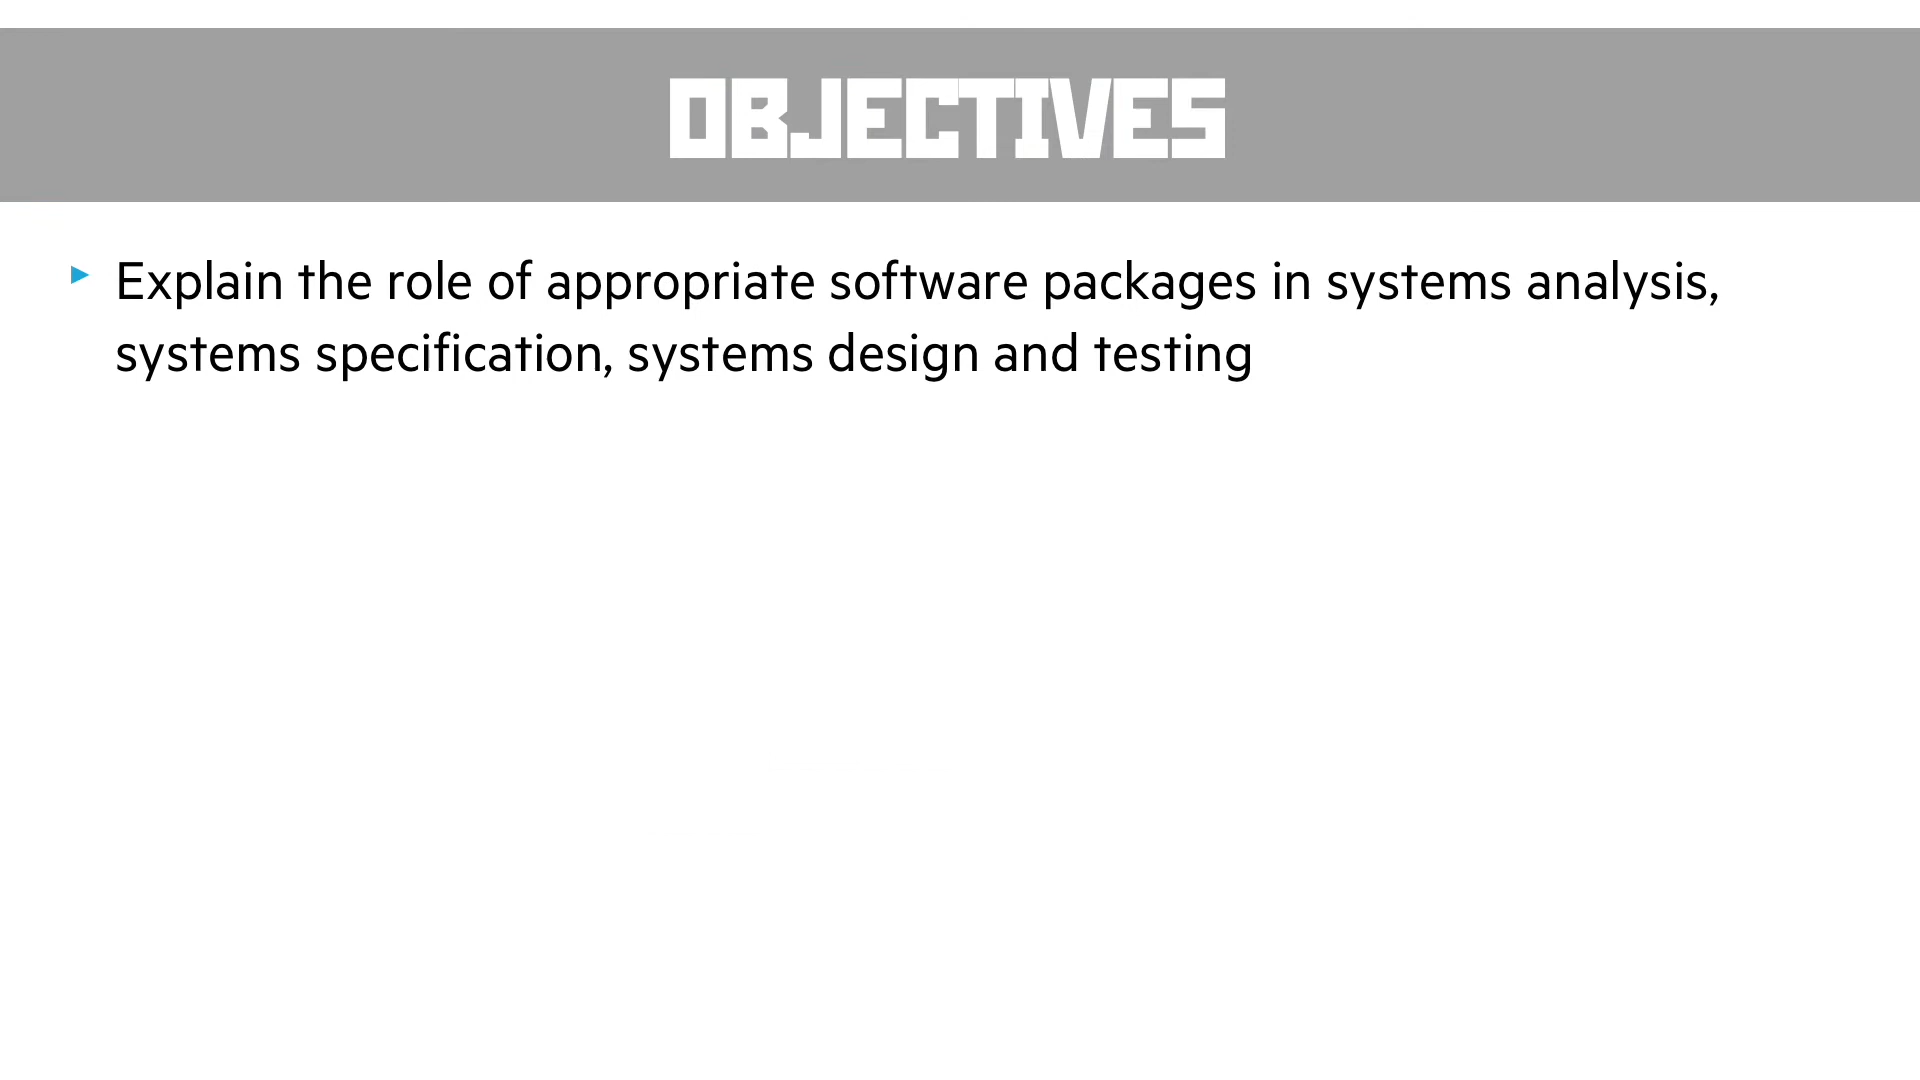 OBJECTIVES
Explain the role of appropriate software packages in systems analysis,
systems specification, systems design and testing